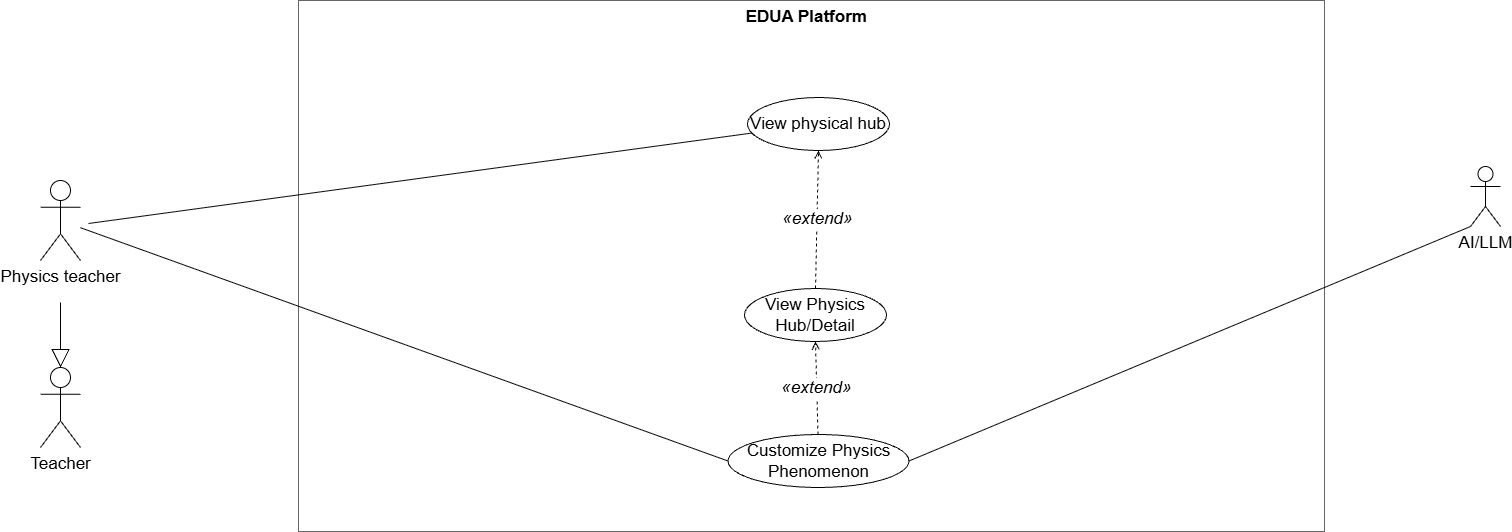 EDUA Platform
View physical hub
«extend»
Physics teacher
AI/LLM
View Physics
Hub/Detail
«extend»
Teacher
Customize Physics
Phenomenon